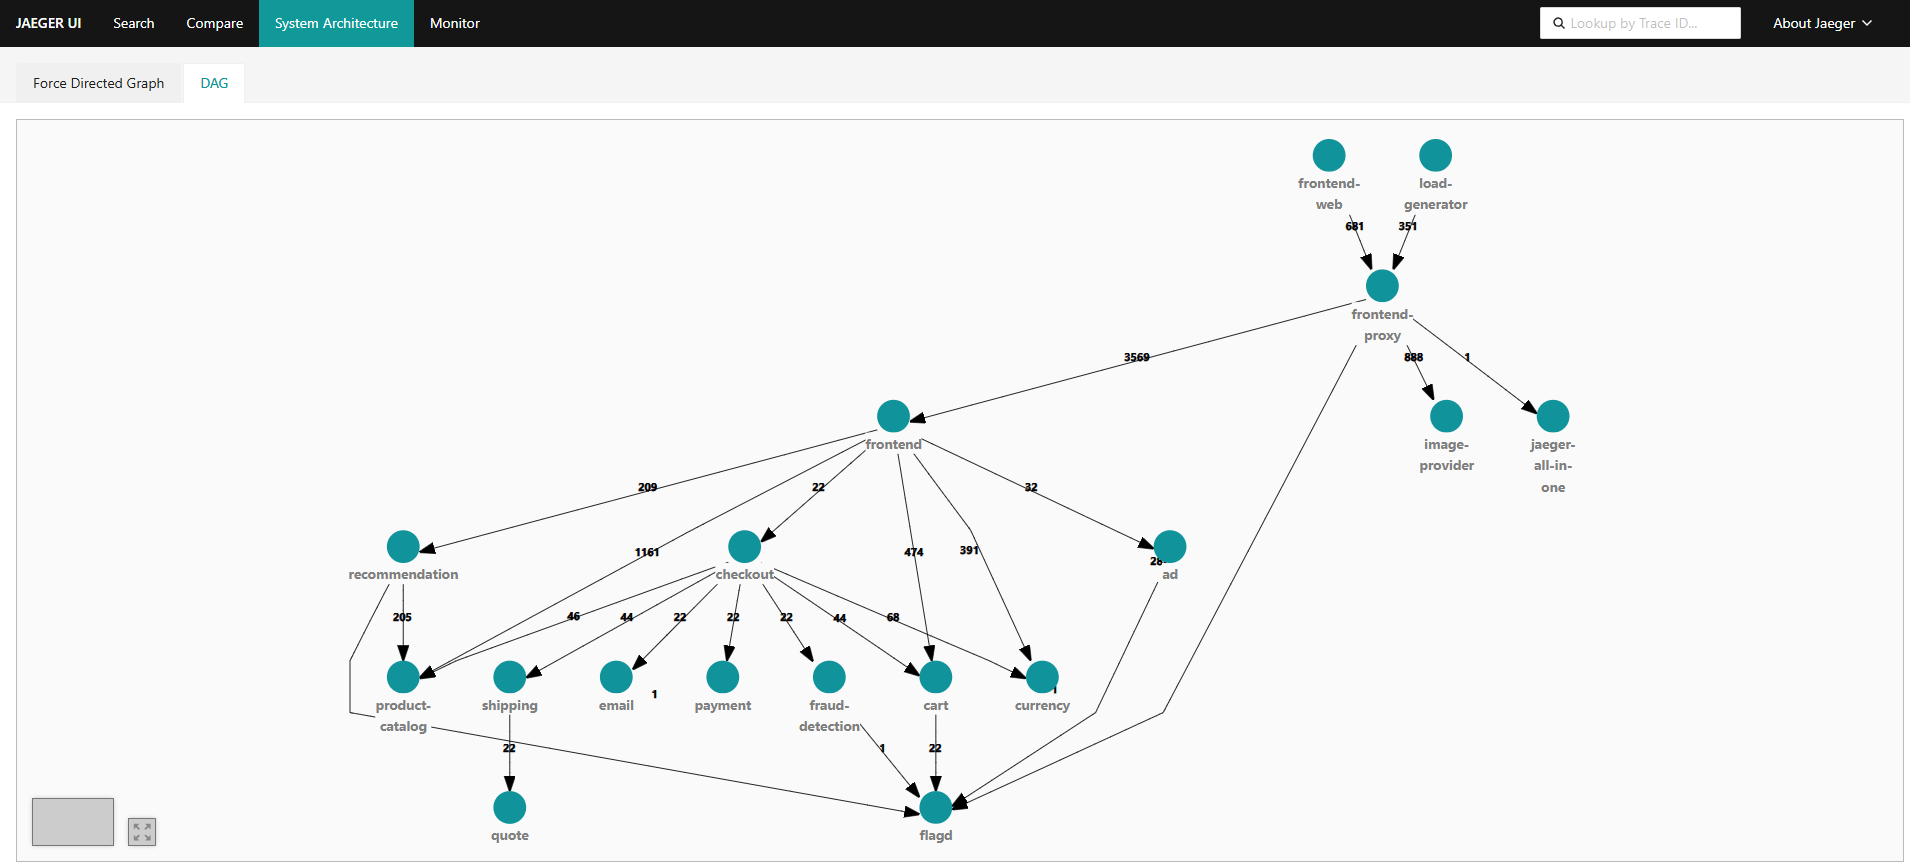 JAEGER UI Search Compare System Architecture Monitor Lookup by Trace ID... About Jaeger
Force Directed Graph DAG
frontend-
web
load-
generator
681
351
frontend-
proxy
3569
888
1
frontend
image-
provider
jaeger-
all-in-
one
209
22
32
1161
474
391
recommendation
checkout
ad
205
46
44
22
22
22
44
68
1
product-
catalog
shipping
email
payment
fraud-
detection
cart
currency
22
1
22
quote
flagd